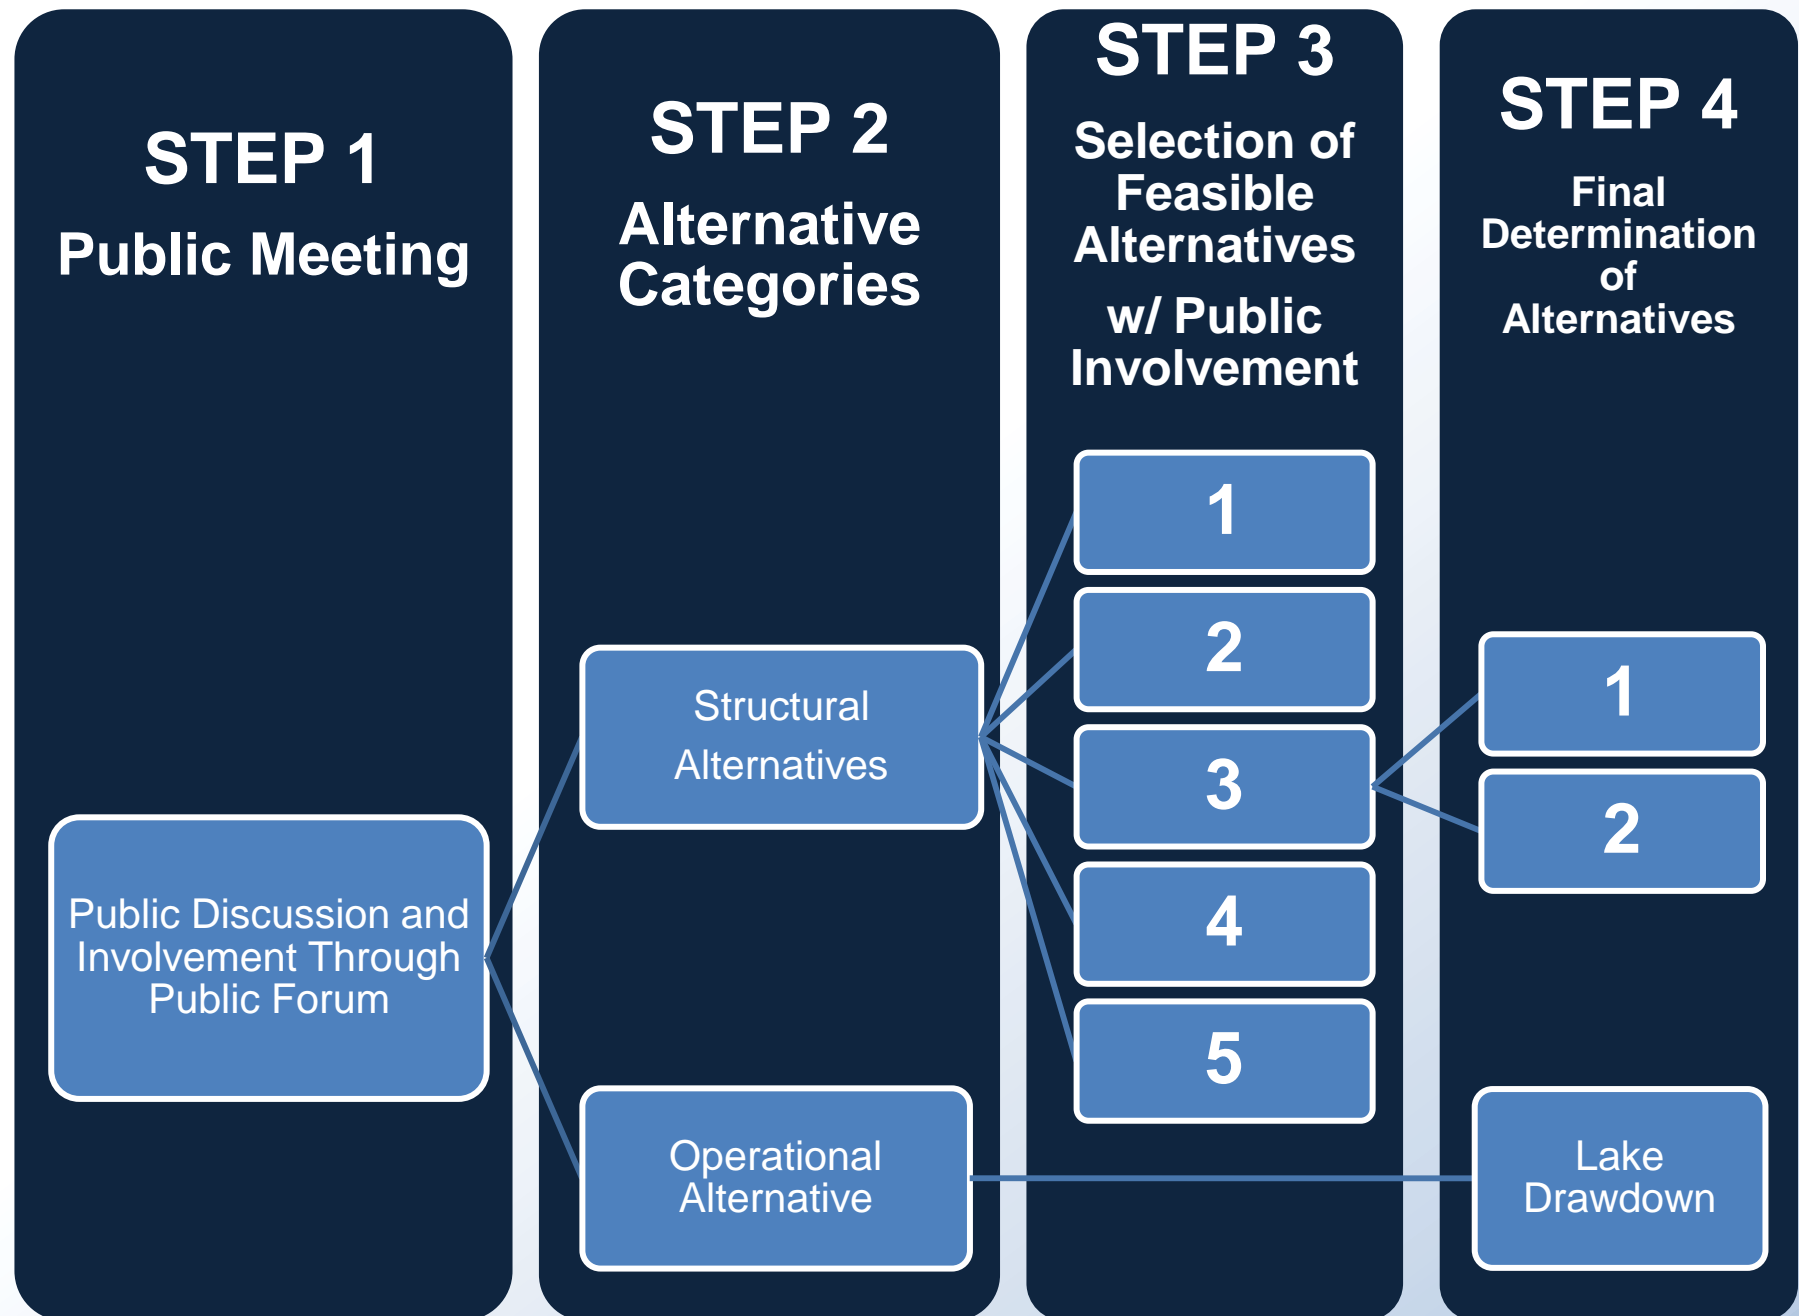 STEP 1
Public Meeting
Public Discussion and
Involvement Through
Public Forum
STEP 2
Alternative
Categories
Structural
Alternatives
Operational
Alternative
STEP 3
Selection of
Feasible
Alternatives
w/ Public
Involvement
1
2
3
4
5
STEP 4
Final
Determination
of
Alternatives
1
2
Lake
Drawdown